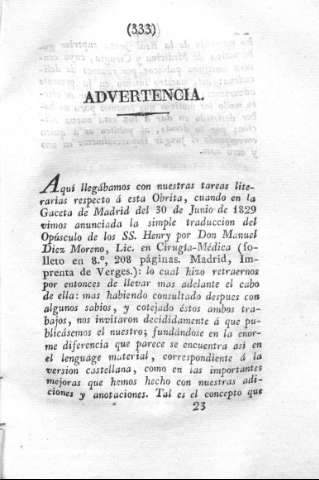 (333)
ADVERTENCIA.
Aquí llegábamos con nuestras tareas lite-
rarias respecto á esta Obrita, cuando en la
Gaceta de Madrid del 30 de Junio de 1829
vimos anunciada la simple traduccion del
Opúsculo de los SS. Henry por Don Manuel
Diez Moreno, Lic. en Cirugía-Médica (fo-
lleto en 8.º, 208 páginas. Madrid, Im-
prenta de Verges.): lo cual hizo retraernos
por entonces de llevar mas adelante el cabo
de ella: mas habiendo consultado despues con
algunos sabios, y cotejado éstos ambos tra-
bajos, nos invitaron decididamente á que pu-
blicásemos el nuestro; fundándose en la enor-
me diferencia que parece se encuentra asi en
el lenguage material, correspondiente á la
version castellana, como en las importantes
mejoras que hemos hecho con nuestras adi-
ciones y anotaciones. Tal es el concepto que
23